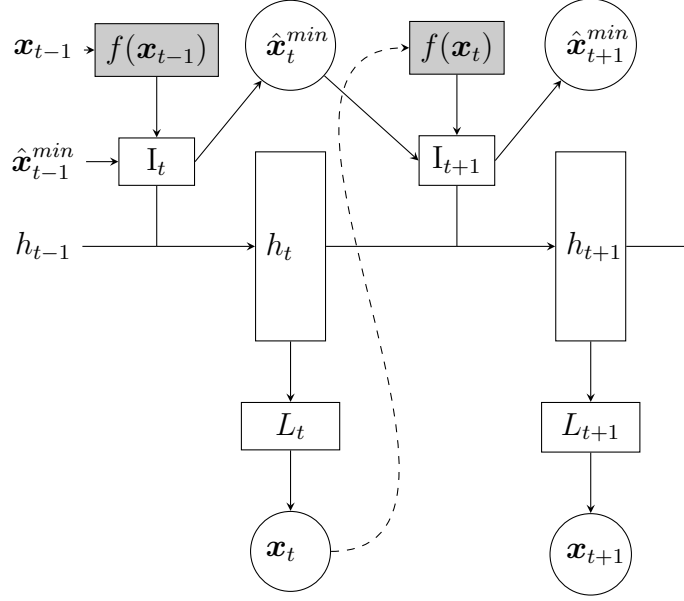 𝒙_{t−1} f(𝒙_{t−1}) 𝒙̂_t^{min} f(𝒙_t) 𝒙̂_{t+1}^{min}
𝒙̂_{t−1}^{min} I_t I_{t+1}
h_{t−1} h_t h_{t+1}
L_t L_{t+1}
𝒙_t 𝒙_{t+1}